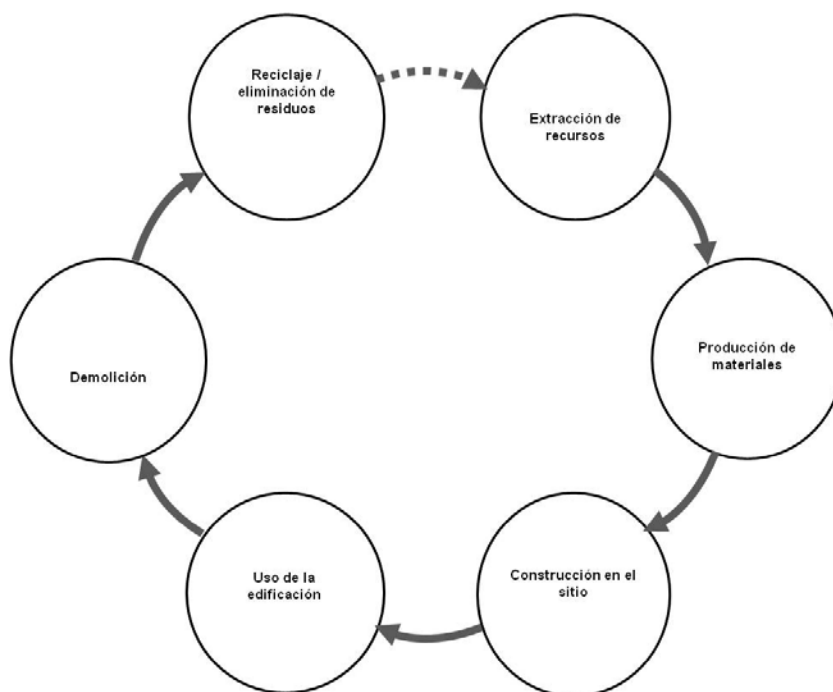 Reciclaje /
eliminación de
residuos
Extracción de
recursos
Producción de
materiales
Construcción en el
sitio
Uso de la
edificación
Demolición